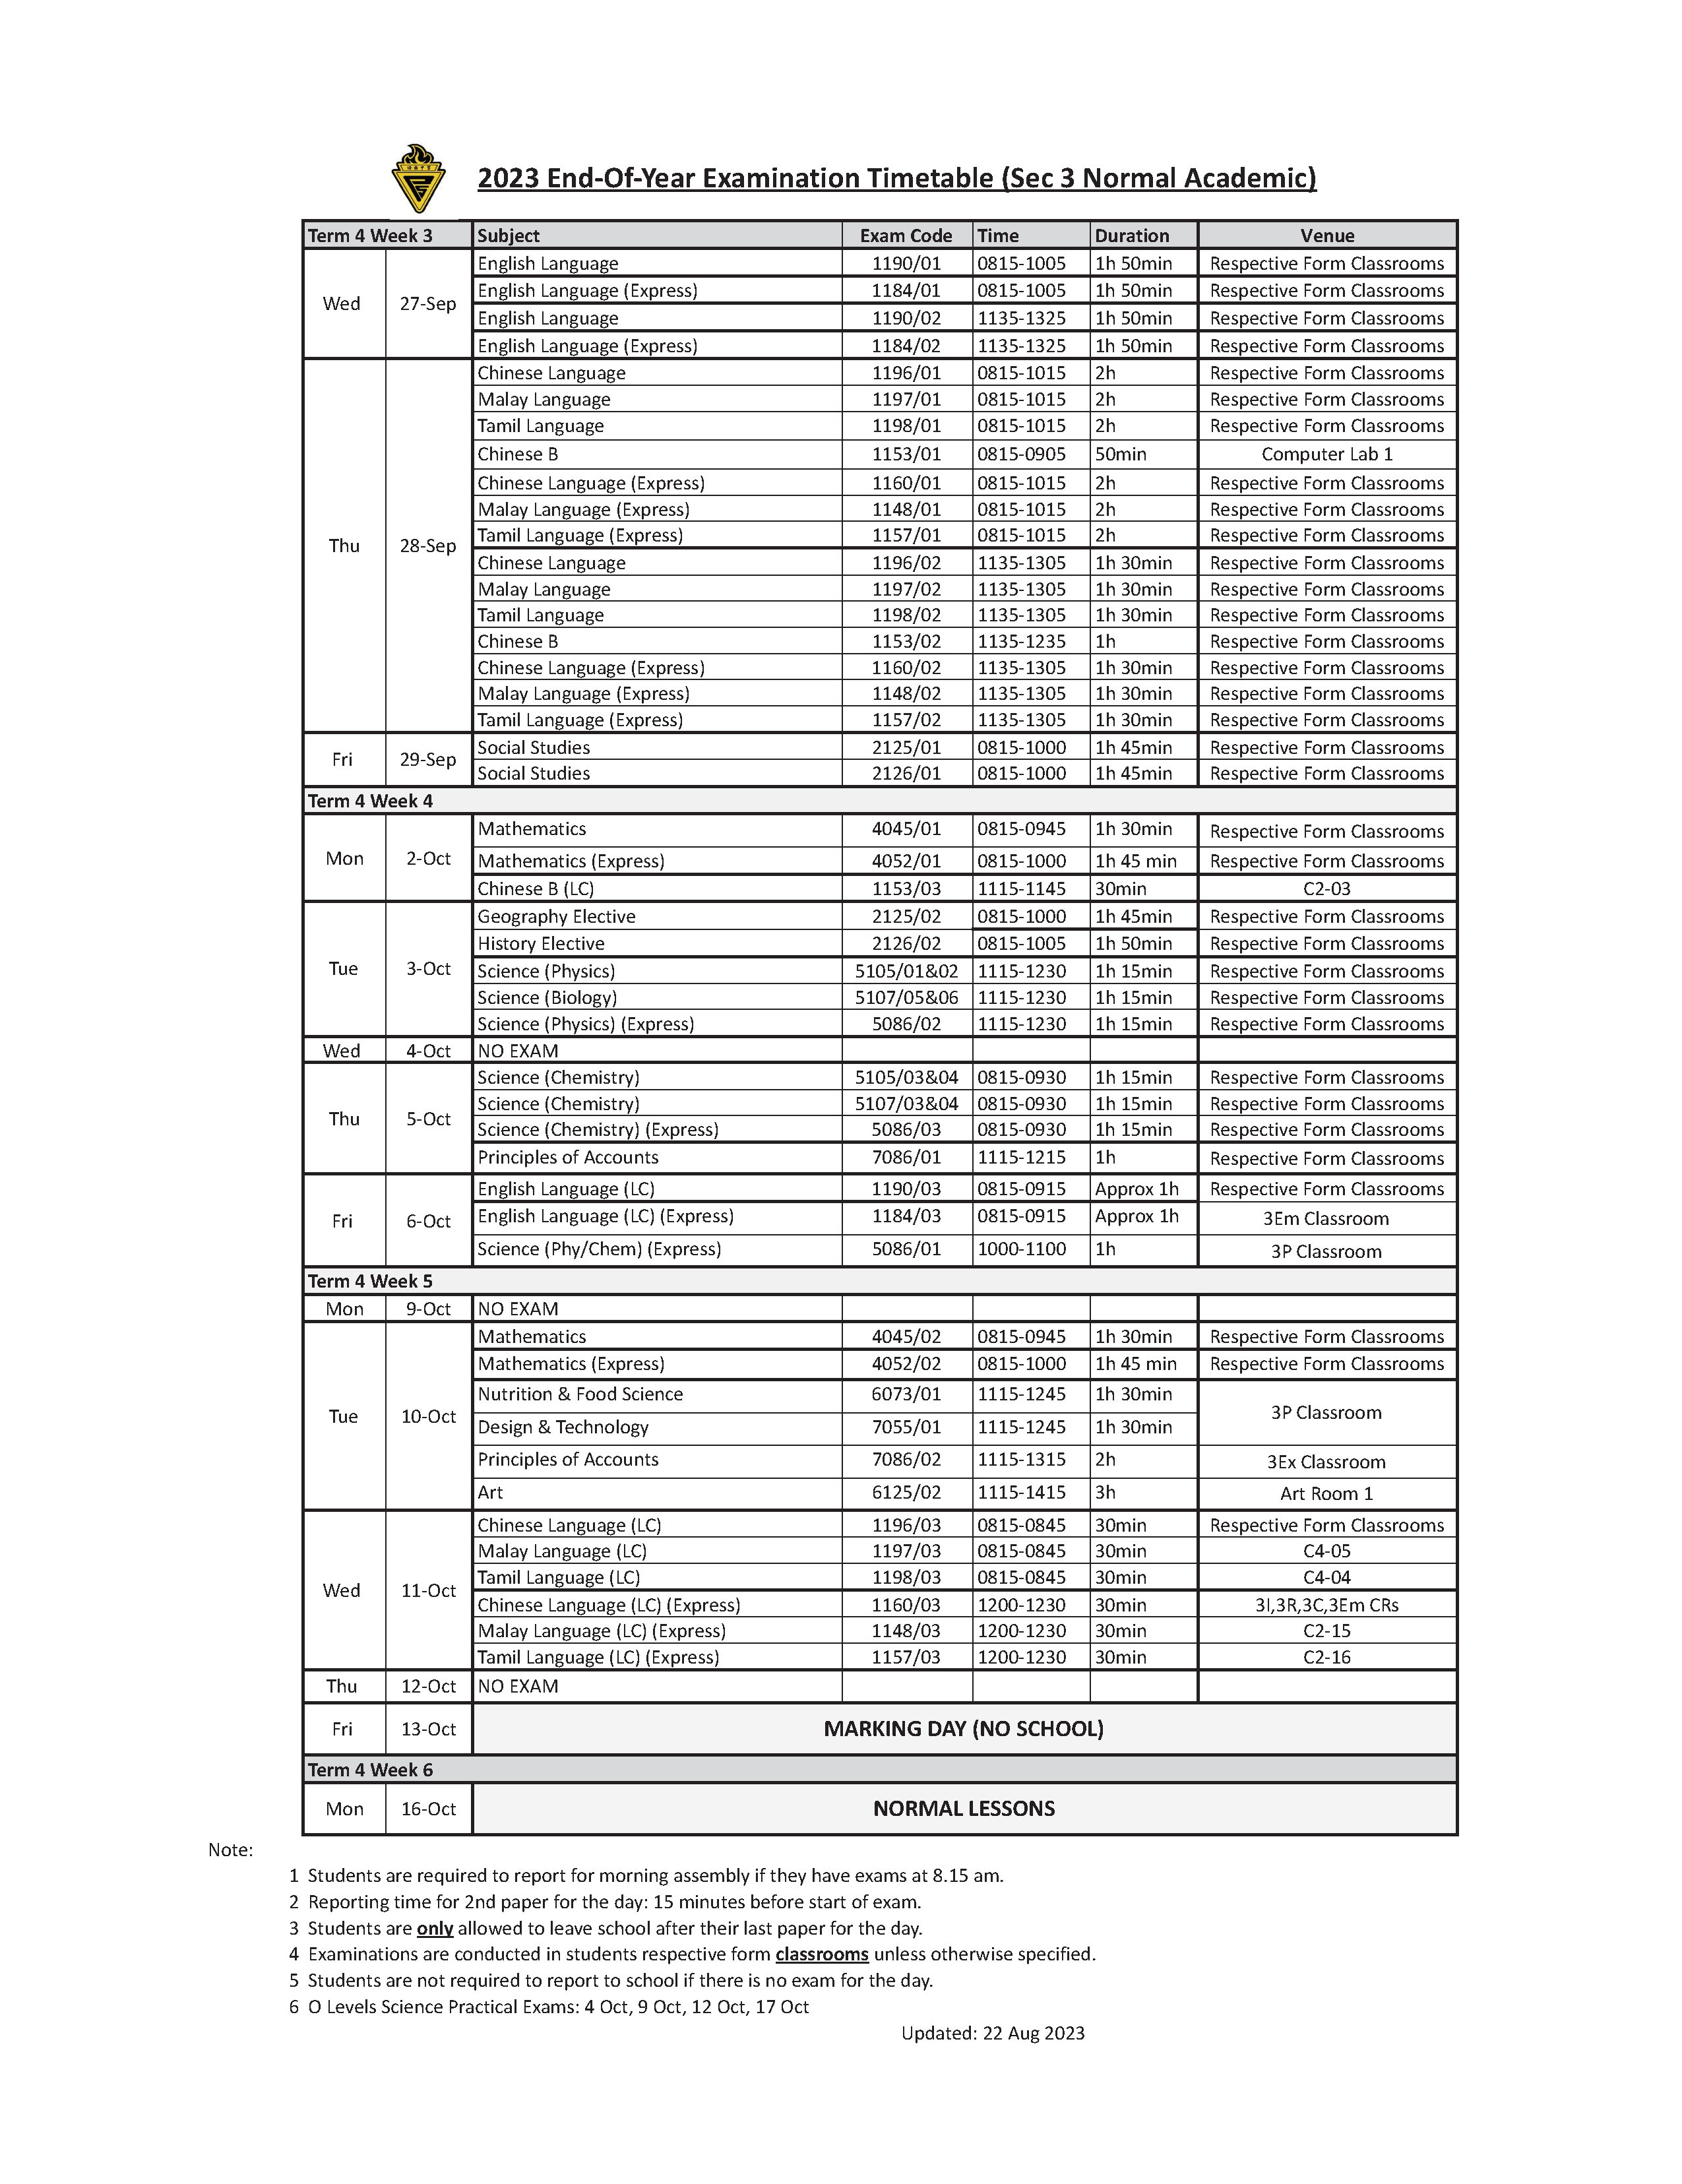 2023 End-Of-Year Examination Timetable (Sec 3 Normal Academic)
Term 4 Week 3 Subject Exam Code Time Duration Venue
Wed 27-Sep
English Language 1190/01 0815-1005 1h 50min Respective Form Classrooms
English Language (Express) 1184/01 0815-1005 1h 50min Respective Form Classrooms
English Language 1190/02 1135-1325 1h 50min Respective Form Classrooms
English Language (Express) 1184/02 1135-1325 1h 50min Respective Form Classrooms
Thu 28-Sep
Chinese Language 1196/01 0815-1015 2h Respective Form Classrooms
Malay Language 1197/01 0815-1015 2h Respective Form Classrooms
Tamil Language 1198/01 0815-1015 2h Respective Form Classrooms
Chinese B 1153/01 0815-0905 50min Computer Lab 1
Chinese Language (Express) 1160/01 0815-1015 2h Respective Form Classrooms
Malay Language (Express) 1148/01 0815-1015 2h Respective Form Classrooms
Tamil Language (Express) 1157/01 0815-1015 2h Respective Form Classrooms
Chinese Language 1196/02 1135-1305 1h 30min Respective Form Classrooms
Malay Language 1197/02 1135-1305 1h 30min Respective Form Classrooms
Tamil Language 1198/02 1135-1305 1h 30min Respective Form Classrooms
Chinese B 1153/02 1135-1235 1h Respective Form Classrooms
Chinese Language (Express) 1160/02 1135-1305 1h 30min Respective Form Classrooms
Malay Language (Express) 1148/02 1135-1305 1h 30min Respective Form Classrooms
Tamil Language (Express) 1157/02 1135-1305 1h 30min Respective Form Classrooms
Fri 29-Sep
Social Studies 2125/01 0815-1000 1h 45min Respective Form Classrooms
Social Studies 2126/01 0815-1000 1h 45min Respective Form Classrooms
Term 4 Week 4
Mon 2-Oct
Mathematics 4045/01 0815-0945 1h 30min Respective Form Classrooms
Mathematics (Express) 4052/01 0815-1000 1h 45 min Respective Form Classrooms
Chinese B (LC) 1153/03 1115-1145 30min C2-03
Tue 3-Oct
Geography Elective 2125/02 0815-1000 1h 45min Respective Form Classrooms
History Elective 2126/02 0815-1005 1h 50min Respective Form Classrooms
Science (Physics) 5105/01&02 1115-1230 1h 15min Respective Form Classrooms
Science (Biology) 5107/05&06 1115-1230 1h 15min Respective Form Classrooms
Science (Physics) (Express) 5086/02 1115-1230 1h 15min Respective Form Classrooms
Wed 4-Oct NO EXAM
Thu 5-Oct
Science (Chemistry) 5105/03&04 0815-0930 1h 15min Respective Form Classrooms
Science (Chemistry) 5107/03&04 0815-0930 1h 15min Respective Form Classrooms
Science (Chemistry) (Express) 5086/03 0815-0930 1h 15min Respective Form Classrooms
Principles of Accounts 7086/01 1115-1215 1h Respective Form Classrooms
Fri 6-Oct
English Language (LC) 1190/03 0815-0915 Approx 1h Respective Form Classrooms
English Language (LC) (Express) 1184/03 0815-0915 Approx 1h 3Em Classroom
Science (Phy/Chem) (Express) 5086/01 1000-1100 1h 3P Classroom
Term 4 Week 5
Mon 9-Oct NO EXAM
Tue 10-Oct
Mathematics 4045/02 0815-0945 1h 30min Respective Form Classrooms
Mathematics (Express) 4052/02 0815-1000 1h 45 min Respective Form Classrooms
Nutrition & Food Science 6073/01 1115-1245 1h 30min 3P Classroom
Design & Technology 7055/01 1115-1245 1h 30min
Principles of Accounts 7086/02 1115-1315 2h 3Ex Classroom
Art 6125/02 1115-1415 3h Art Room 1
Wed 11-Oct
Chinese Language (LC) 1196/03 0815-0845 30min Respective Form Classrooms
Malay Language (LC) 1197/03 0815-0845 30min C4-05
Tamil Language (LC) 1198/03 0815-0845 30min C4-04
Chinese Language (LC) (Express) 1160/03 1200-1230 30min 3I,3R,3C,3Em CRs
Malay Language (LC) (Express) 1148/03 1200-1230 30min C2-15
Tamil Language (LC) (Express) 1157/03 1200-1230 30min C2-16
Thu 12-Oct NO EXAM
Fri 13-Oct MARKING DAY (NO SCHOOL)
Term 4 Week 6
Mon 16-Oct NORMAL LESSONS
Note:
1 Students are required to report for morning assembly if they have exams at 8.15 am.
2 Reporting time for 2nd paper for the day: 15 minutes before start of exam.
3 Students are only allowed to leave school after their last paper for the day.
4 Examinations are conducted in students respective form classrooms unless otherwise specified.
5 Students are not required to report to school if there is no exam for the day.
6 O Levels Science Practical Exams: 4 Oct, 9 Oct, 12 Oct, 17 Oct
Updated: 22 Aug 2023